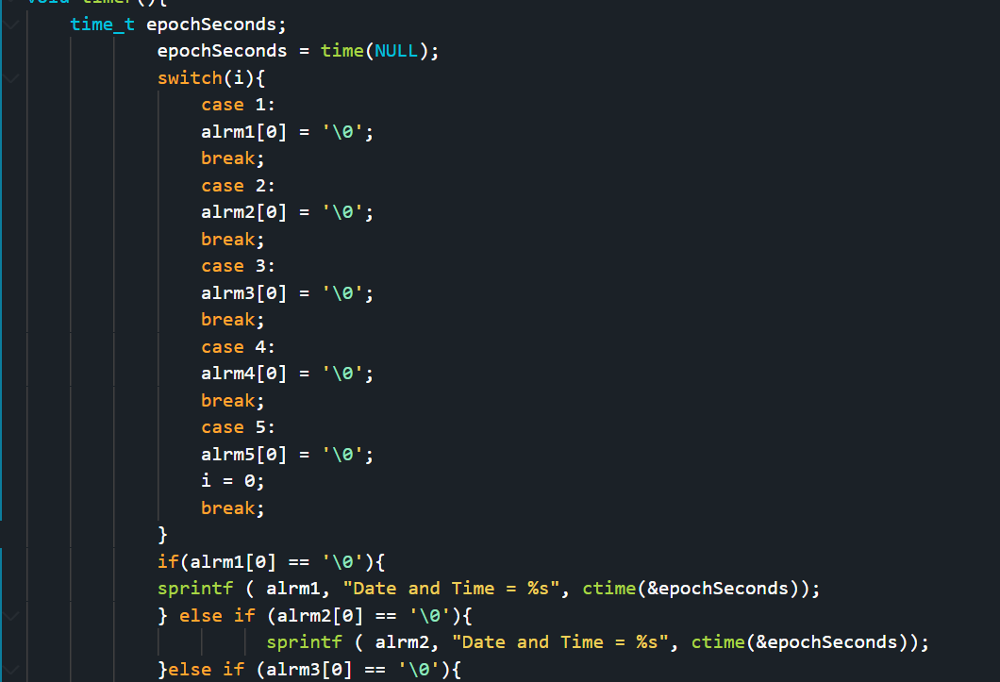 void timer(){
time_t epochSeconds;
epochSeconds = time(NULL);
switch(i){
case 1:
alrm1[0] = '\0';
break;
case 2:
alrm2[0] = '\0';
break;
case 3:
alrm3[0] = '\0';
break;
case 4:
alrm4[0] = '\0';
break;
case 5:
alrm5[0] = '\0';
i = 0;
break;
}
if(alrm1[0] == '\0'){
sprintf ( alrm1, "Date and Time = %s", ctime(&epochSeconds));
} else if (alrm2[0] == '\0'){
sprintf ( alrm2, "Date and Time = %s", ctime(&epochSeconds));
}else if (alrm3[0] == '\0'){